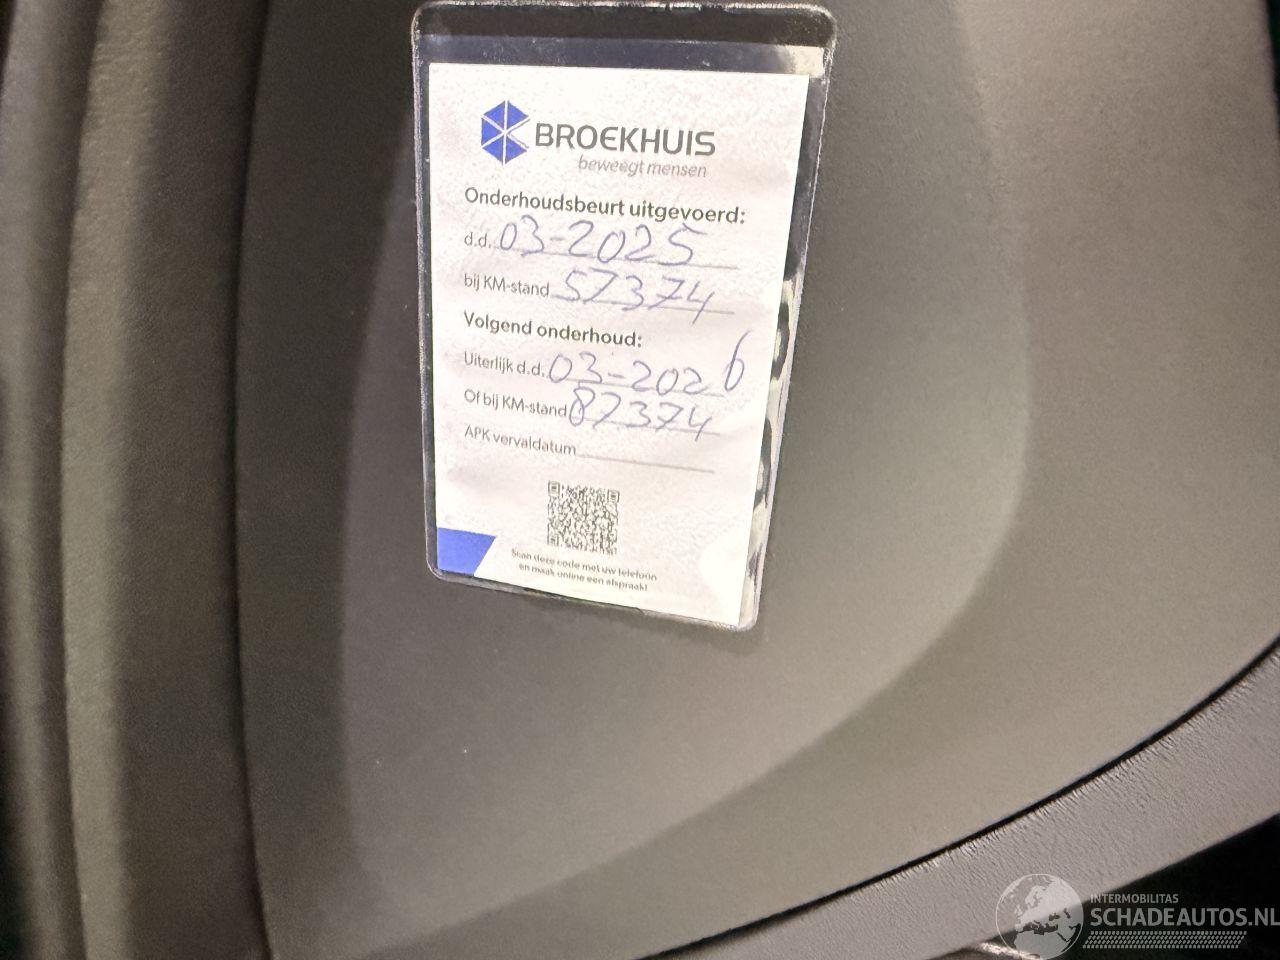 BROEKHUIS
beweegt mensen
Onderhoudsbeurt uitgevoerd:
d.d. 03-2025
bij KM-stand 57374
Volgend onderhoud:
Uiterlijk d.d. 03-2026
Of bij KM-stand 87374
APK vervaldatum
Scan deze code met uw telefoon
en maak online een afspraak!
INTERMOBILITAS
SCHADEAUTOS.NL